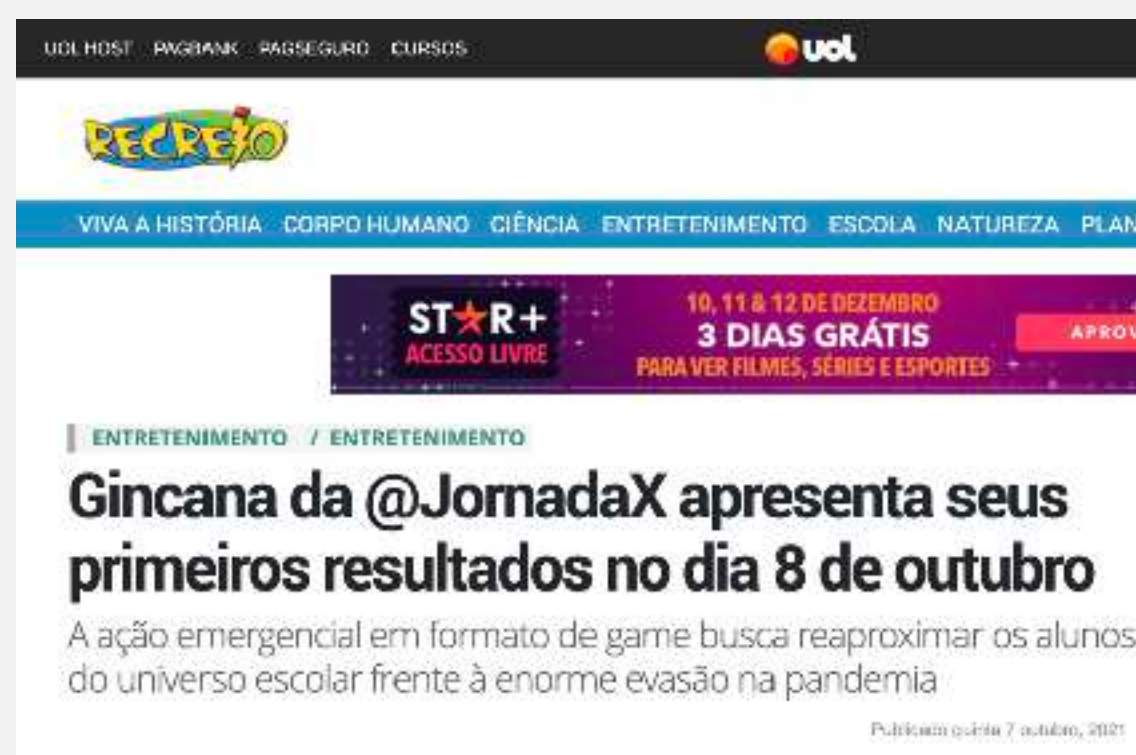 UOL HOST PAGBANK PAGSEGURO CURSOS
UOL
RECREIO
VIVA A HISTÓRIA CORPO HUMANO CIÊNCIA ENTRETENIMENTO ESCOLA NATUREZA PLAN
STAR+
ACESSO LIVRE
10, 11 & 12 DE DEZEMBRO
3 DIAS GRÁTIS
PARA VER FILMES, SÉRIES E ESPORTES
APROV
ENTRETENIMENTO / ENTRETENIMENTO
Gincana da @JornadaX apresenta seus
primeiros resultados no dia 8 de outubro
A ação emergencial em formato de game busca reaproximar os alunos
do universo escolar frente à enorme evasão na pandemia
Publicado quinta 7 outubro, 2021